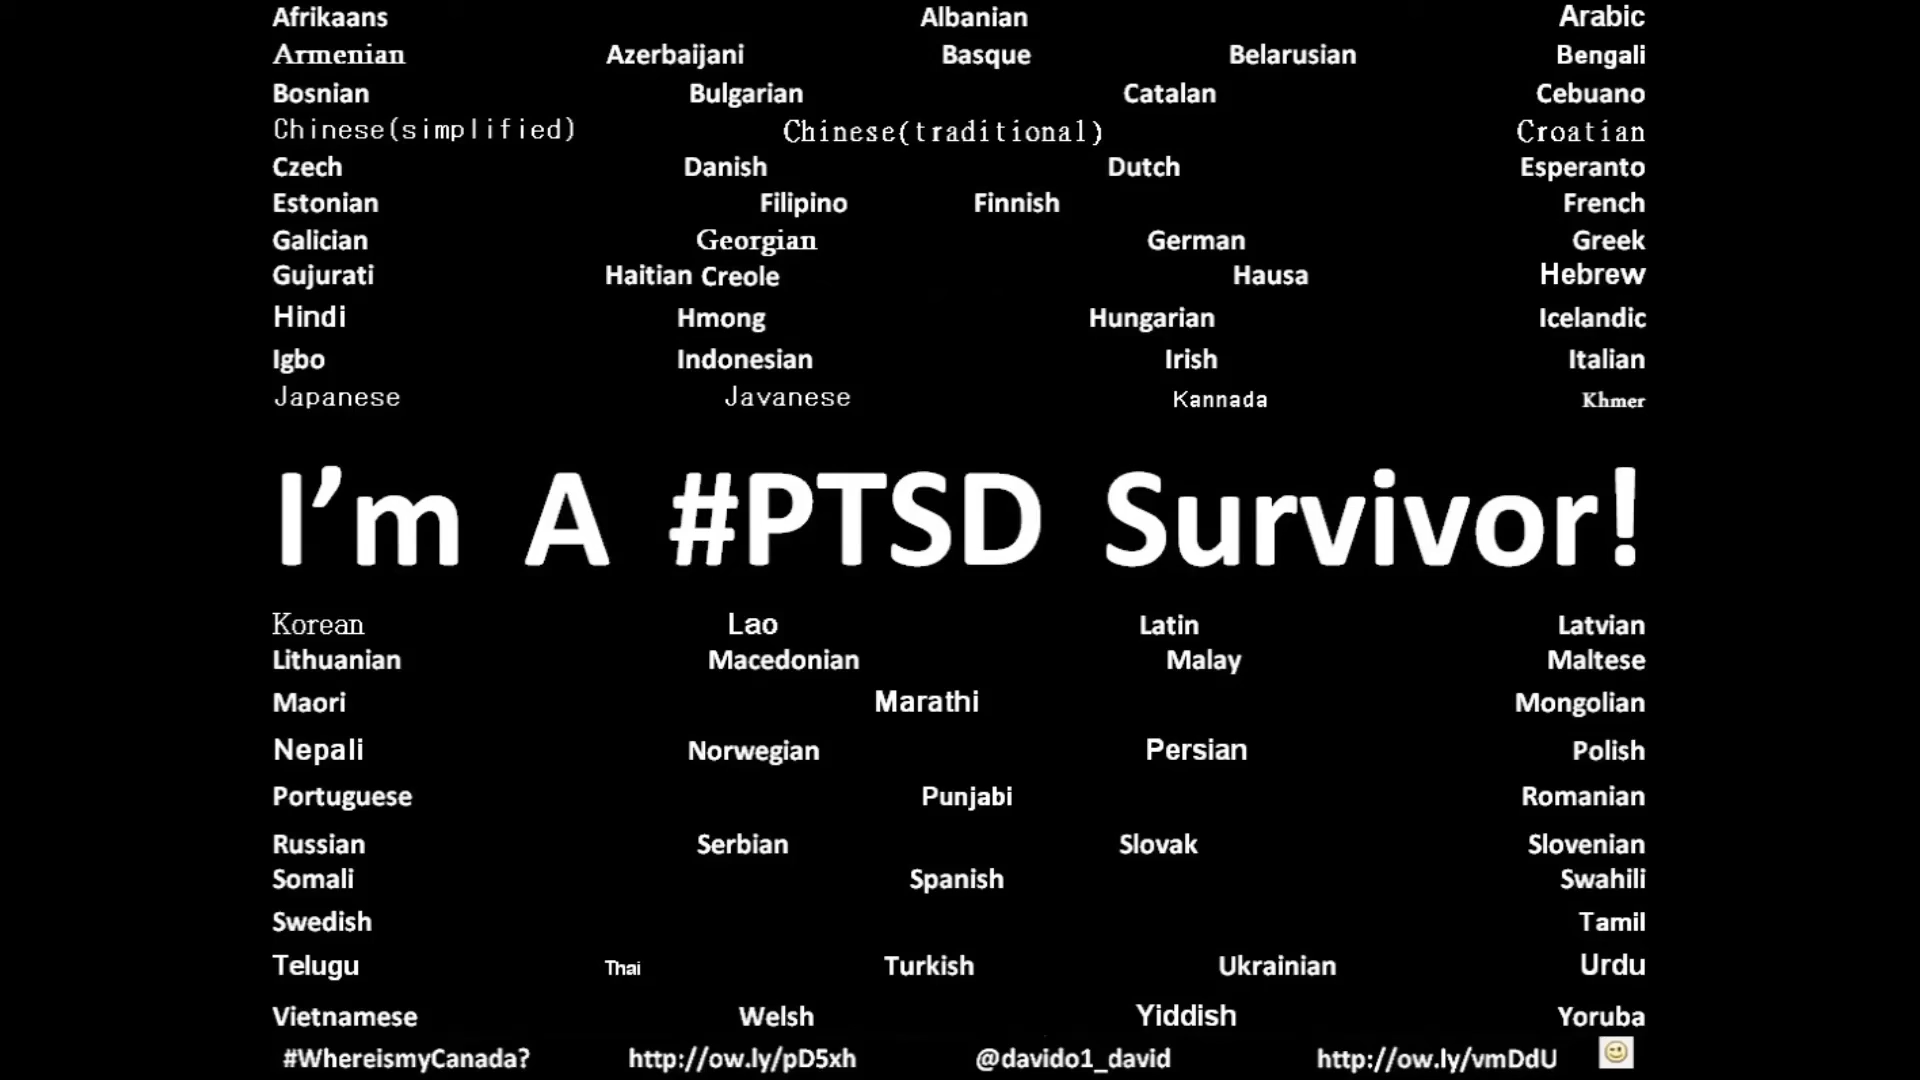 Afrikaans Albanian Arabic
Armenian Azerbaijani Basque Belarusian Bengali
Bosnian Bulgarian Catalan Cebuano
Chinese(simplified) Chinese(traditional) Croatian
Czech Danish Dutch Esperanto
Estonian Filipino Finnish French
Galician Georgian German Greek
Gujurati Haitian Creole Hausa Hebrew
Hindi Hmong Hungarian Icelandic
Igbo Indonesian Irish Italian
Japanese Javanese Kannada Khmer
I’m A #PTSD Survivor!
Korean Lao Latin Latvian
Lithuanian Macedonian Malay Maltese
Maori Marathi Mongolian
Nepali Norwegian Persian Polish
Portuguese Punjabi Romanian
Russian Serbian Slovak Slovenian
Somali Spanish Swahili
Swedish Tamil
Telugu Thai Turkish Ukrainian Urdu
Vietnamese Welsh Yiddish Yoruba
#WhereismyCanada? http://ow.ly/pD5xh @davido1_david http://ow.ly/vmDdU